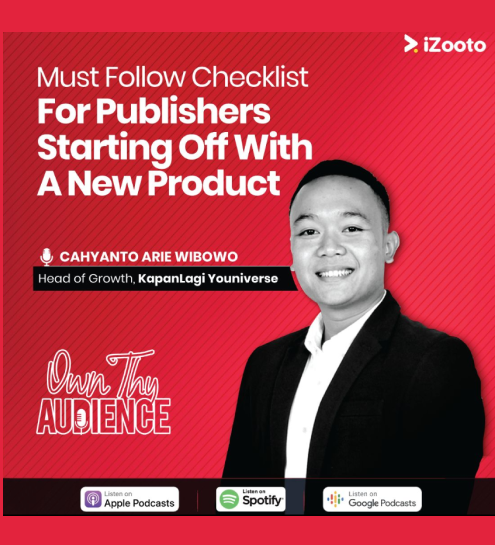 iZooto
Must Follow Checklist
For Publishers
Starting Off With
A New Product
CAHYANTO ARIE WIBOWO
Head of Growth, KapanLagi Youniverse
Own Thy
AUDIENCE
Listen on
Apple Podcasts
Listen on
Spotify
Listen on
Google Podcasts